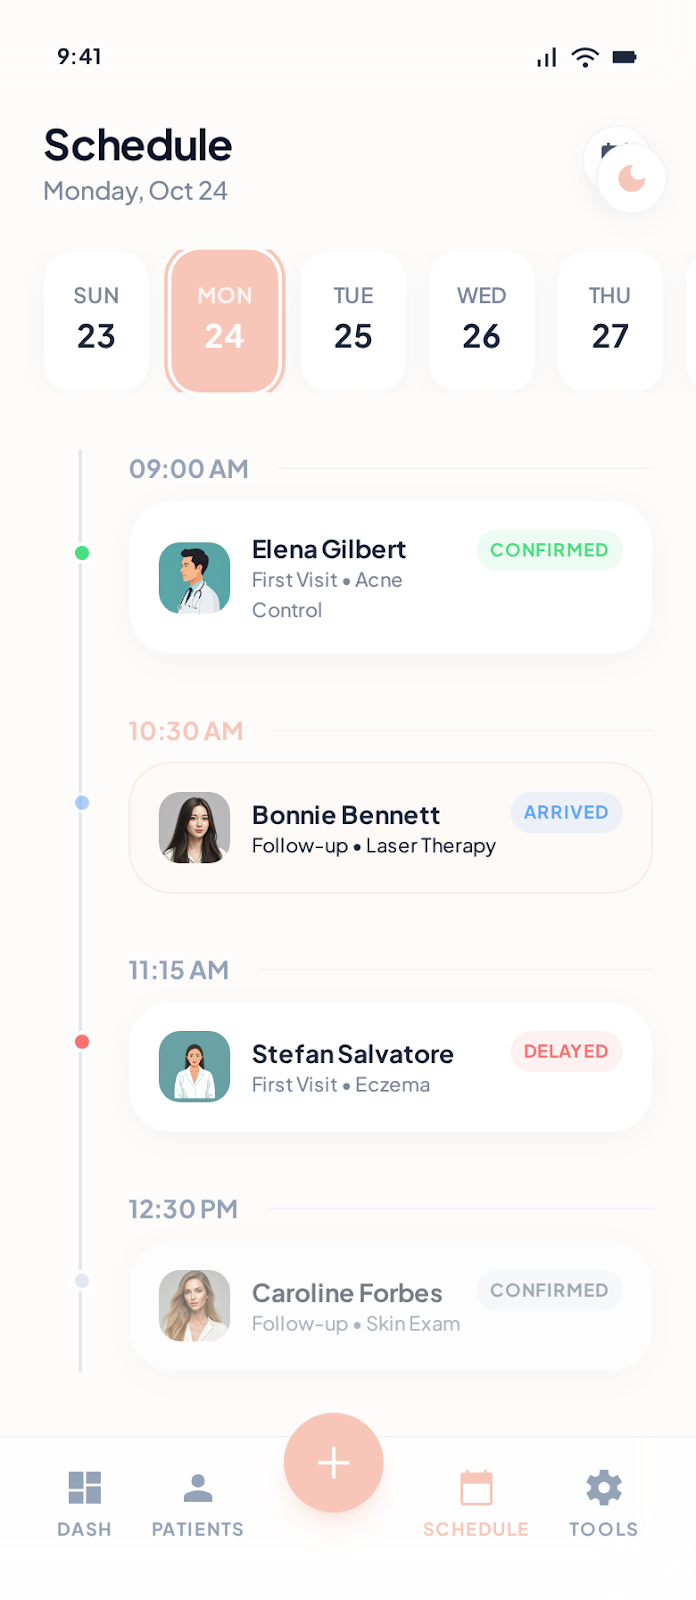 9:41
Schedule
Monday, Oct 24
SUN
23
MON
24
TUE
25
WED
26
THU
27
09:00 AM
Elena Gilbert
CONFIRMED
First Visit • Acne
Control
10:30 AM
Bonnie Bennett
ARRIVED
Follow-up • Laser Therapy
11:15 AM
Stefan Salvatore
DELAYED
First Visit • Eczema
12:30 PM
Caroline Forbes
CONFIRMED
Follow-up • Skin Exam
DASH
PATIENTS
SCHEDULE
TOOLS